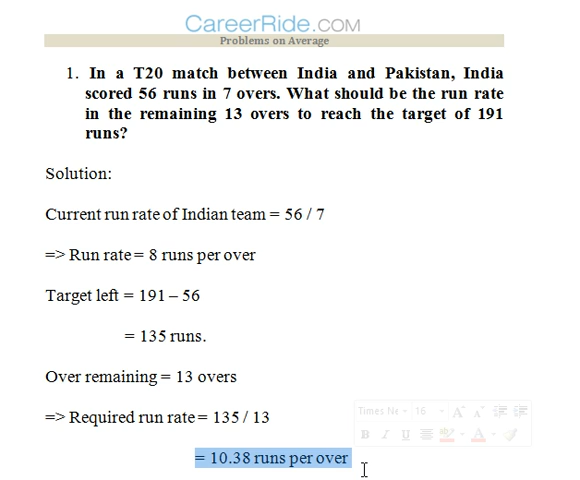 CareerRide.COM
Problems on Average
1. In a T20 match between India and Pakistan, India
scored 56 runs in 7 overs. What should be the run rate
in the remaining 13 overs to reach the target of 191
runs?
Solution:
Current run rate of Indian team = 56 / 7
=> Run rate = 8 runs per over
Target left = 191 – 56
= 135 runs.
Over remaining = 13 overs
=> Required run rate = 135 / 13
Times Ne 16 A A
B I U A
= 10.38 runs per over